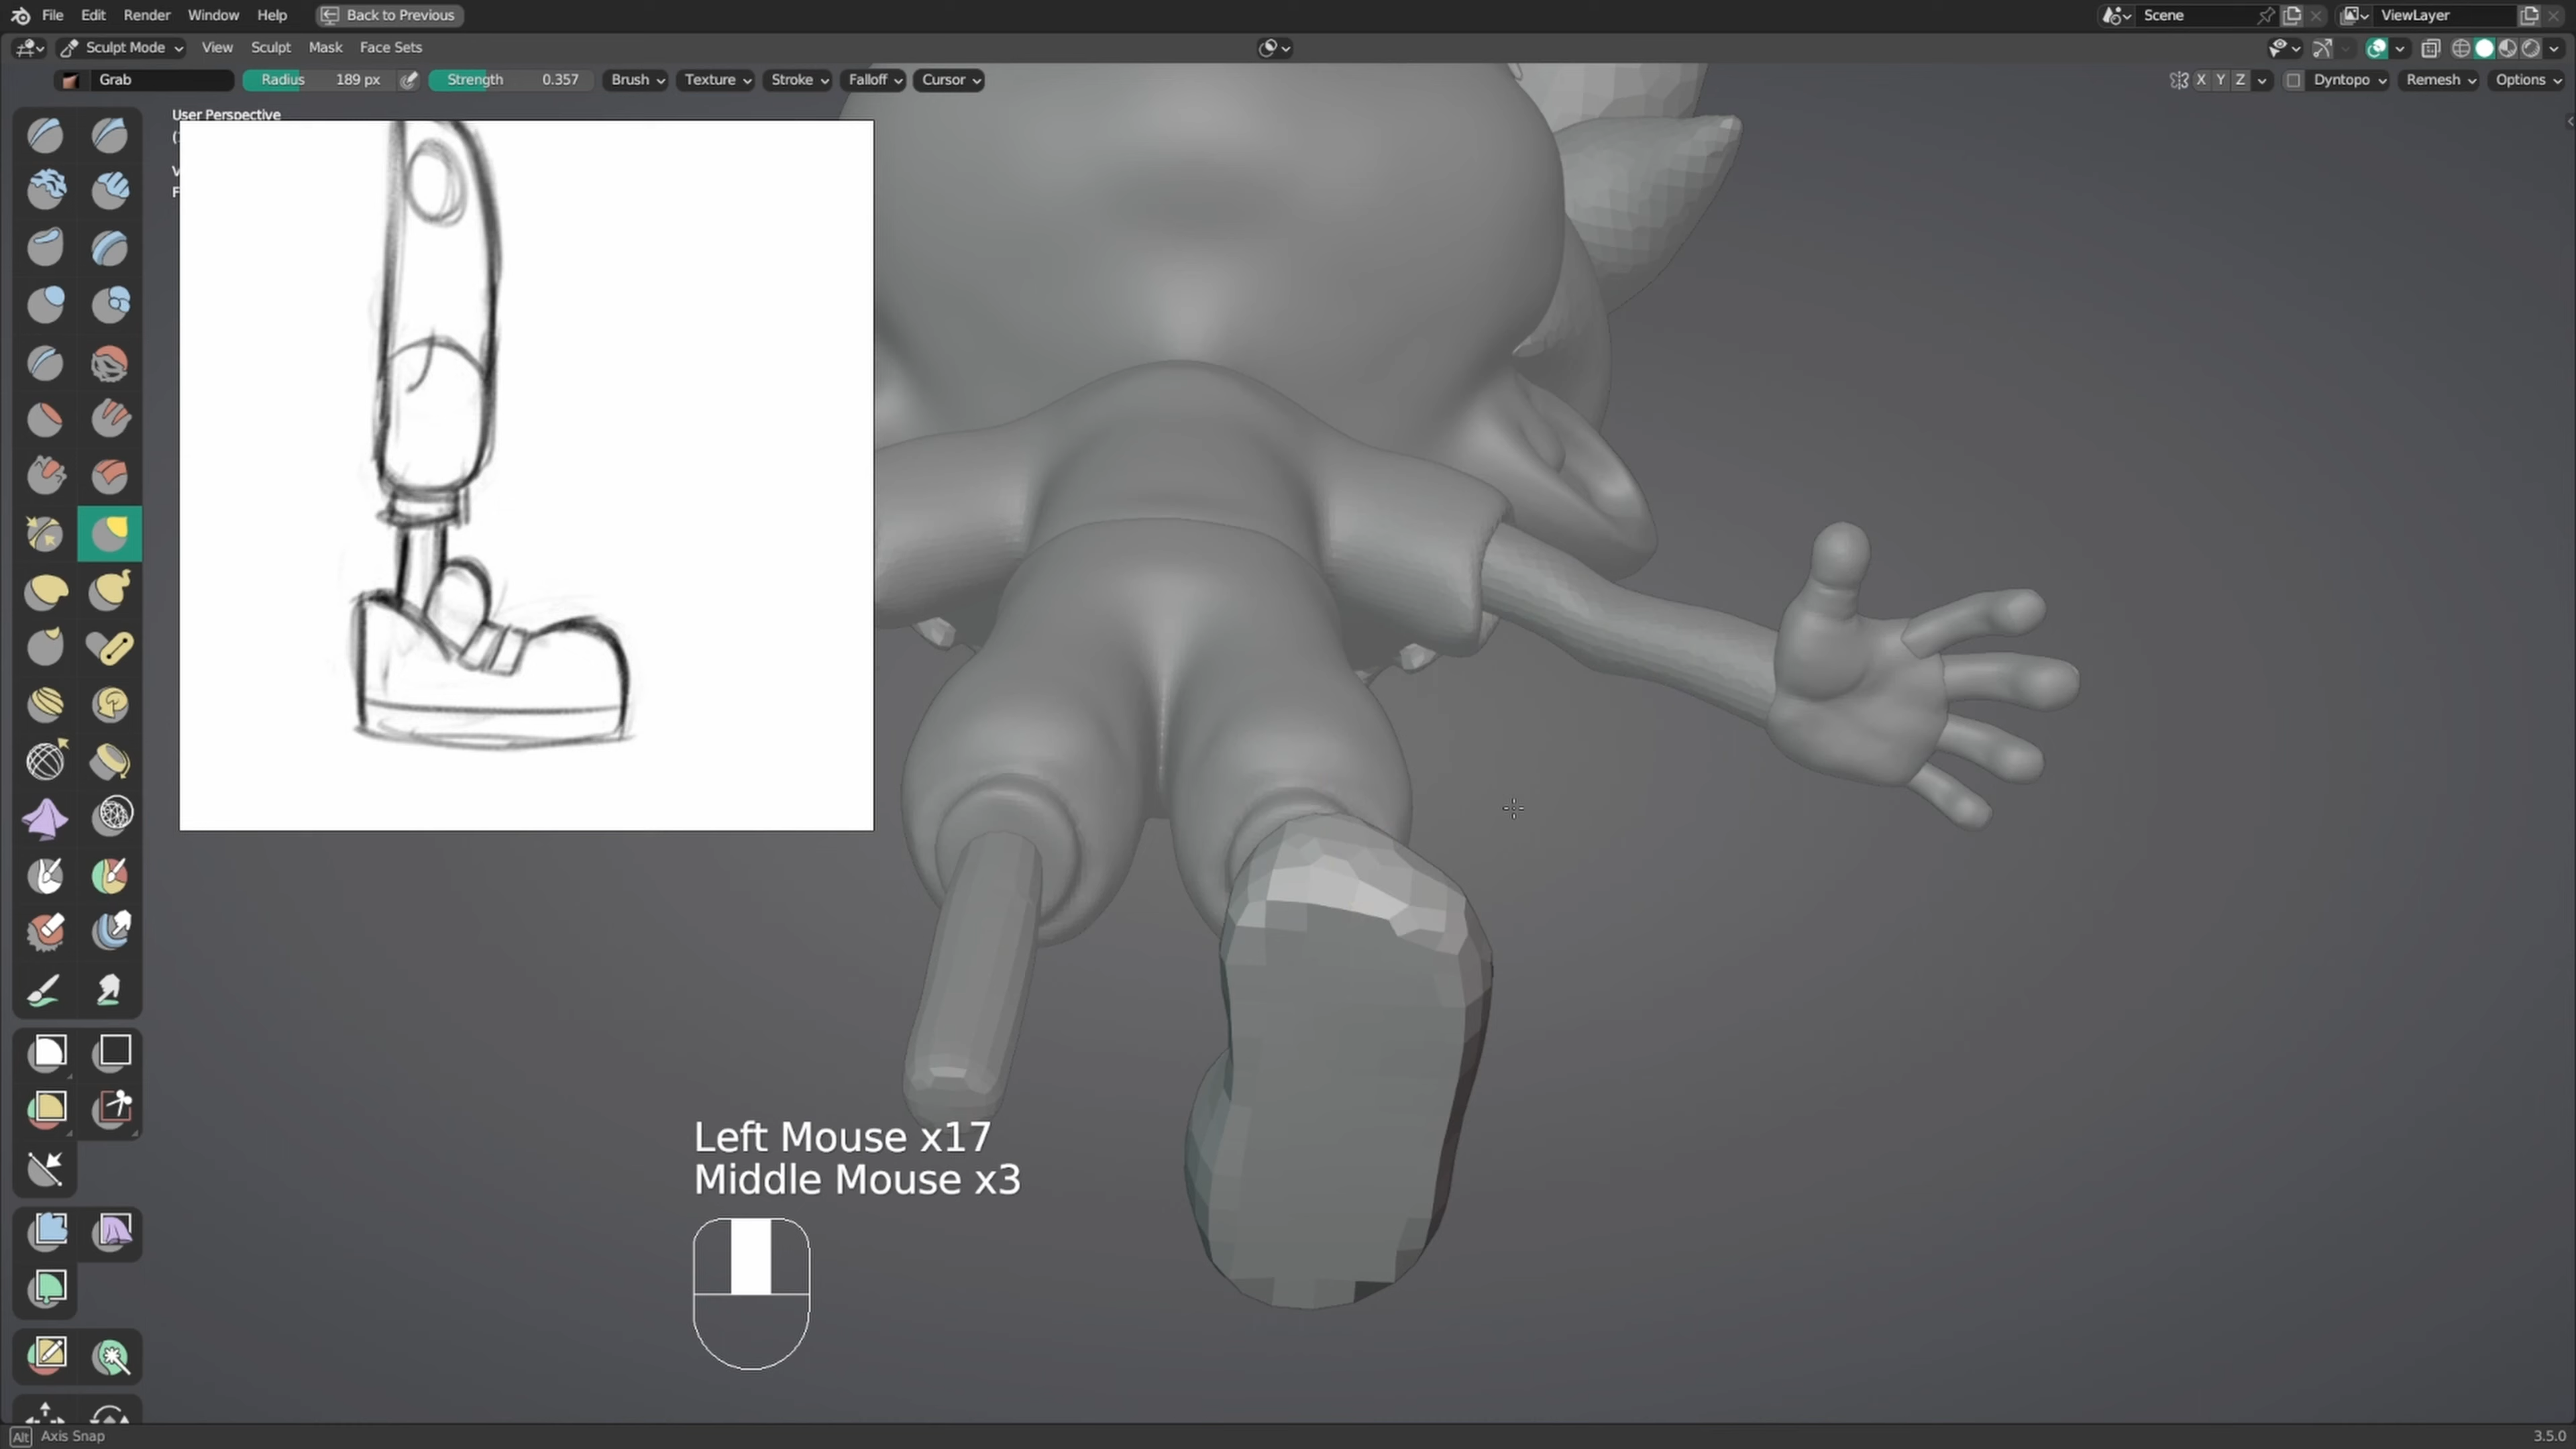 File Edit Render Window Help Back to Previous Scene ViewLayer
Sculpt Mode View Sculpt Mask Face Sets
Grab Radius 189 px Strength 0.357 Brush Texture Stroke Falloff Cursor X Y Z Dyntopo Remesh Options
User Perspective
(
V
F
Left Mouse x17
Middle Mouse x3
Alt Axis Snap 3.5.0